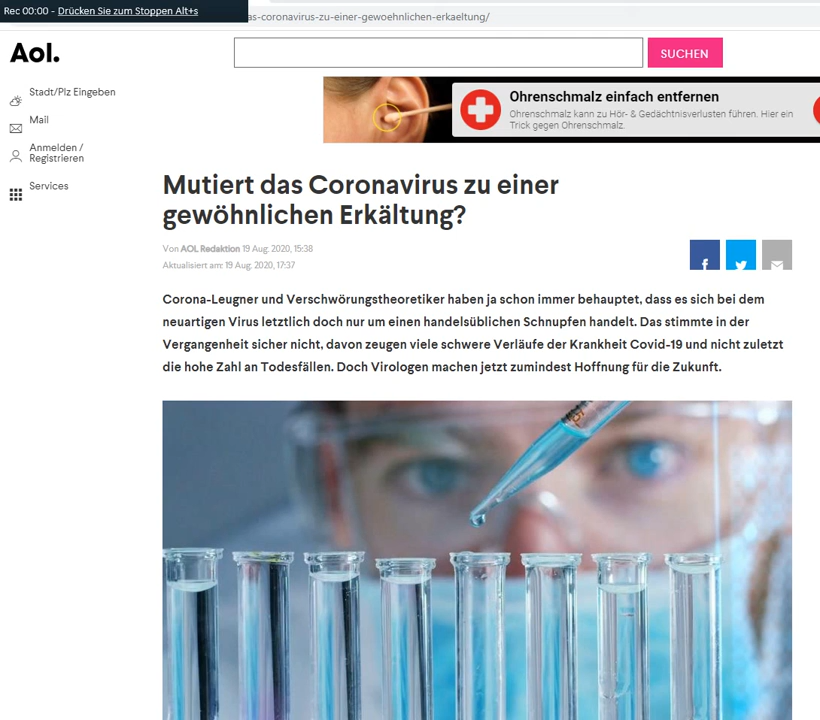 Rec 00:00 - Drücken Sie zum Stoppen Alt+s
as-coronavirus-zu-einer-gewoehnlichen-erkaeltung/
Aol.
SUCHEN
Stadt/Plz Eingeben
Mail
Anmelden /
Registrieren
Services
Ohrenschmalz einfach entfernen
Ohrenschmalz kann zu Hör- & Gedächtnisverlusten führen. Hier ein
Trick gegen Ohrenschmalz.
Mutiert das Coronavirus zu einer
gewöhnlichen Erkältung?
Von AOL Redaktion 19 Aug. 2020, 15:38
Aktualisiert am: 19 Aug. 2020, 17:37
Corona-Leugner und Verschwörungstheoretiker haben ja schon immer behauptet, dass es sich bei dem
neuartigen Virus letztlich doch nur um einen handelsüblichen Schnupfen handelt. Das stimmte in der
Vergangenheit sicher nicht, davon zeugen viele schwere Verläufe der Krankheit Covid-19 und nicht zuletzt
die hohe Zahl an Todesfällen. Doch Virologen machen jetzt zumindest Hoffnung für die Zukunft.